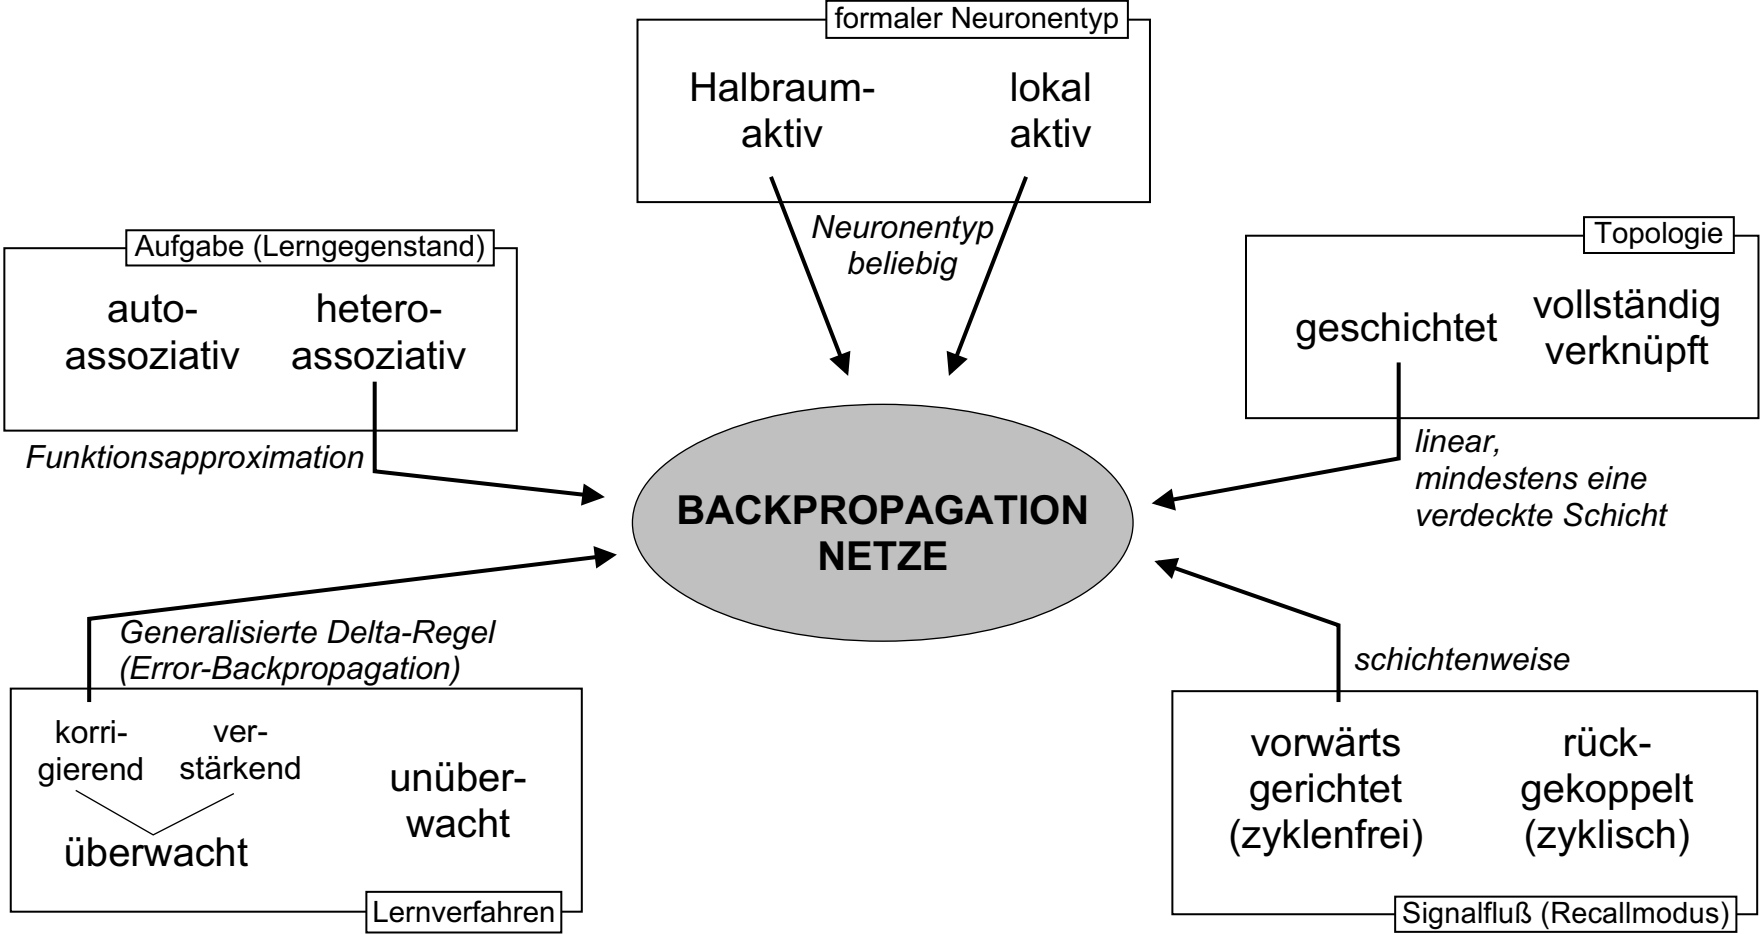 formaler Neuronentyp
Halbraum-
aktiv
lokal
aktiv
Neuronentyp
beliebig
Aufgabe (Lerngegenstand)
auto-
assoziativ
hetero-
assoziativ
Funktionsapproximation
Topologie
geschichtet
vollständig
verknüpft
linear,
mindestens eine
verdeckte Schicht
BACKPROPAGATION
NETZE
Generalisierte Delta-Regel
(Error-Backpropagation)
korri-
gierend
ver-
stärkend
überwacht
unüber-
wacht
Lernverfahren
schichtenweise
vorwärts
gerichtet
(zyklenfrei)
rück-
gekoppelt
(zyklisch)
Signalfluß (Recallmodus)